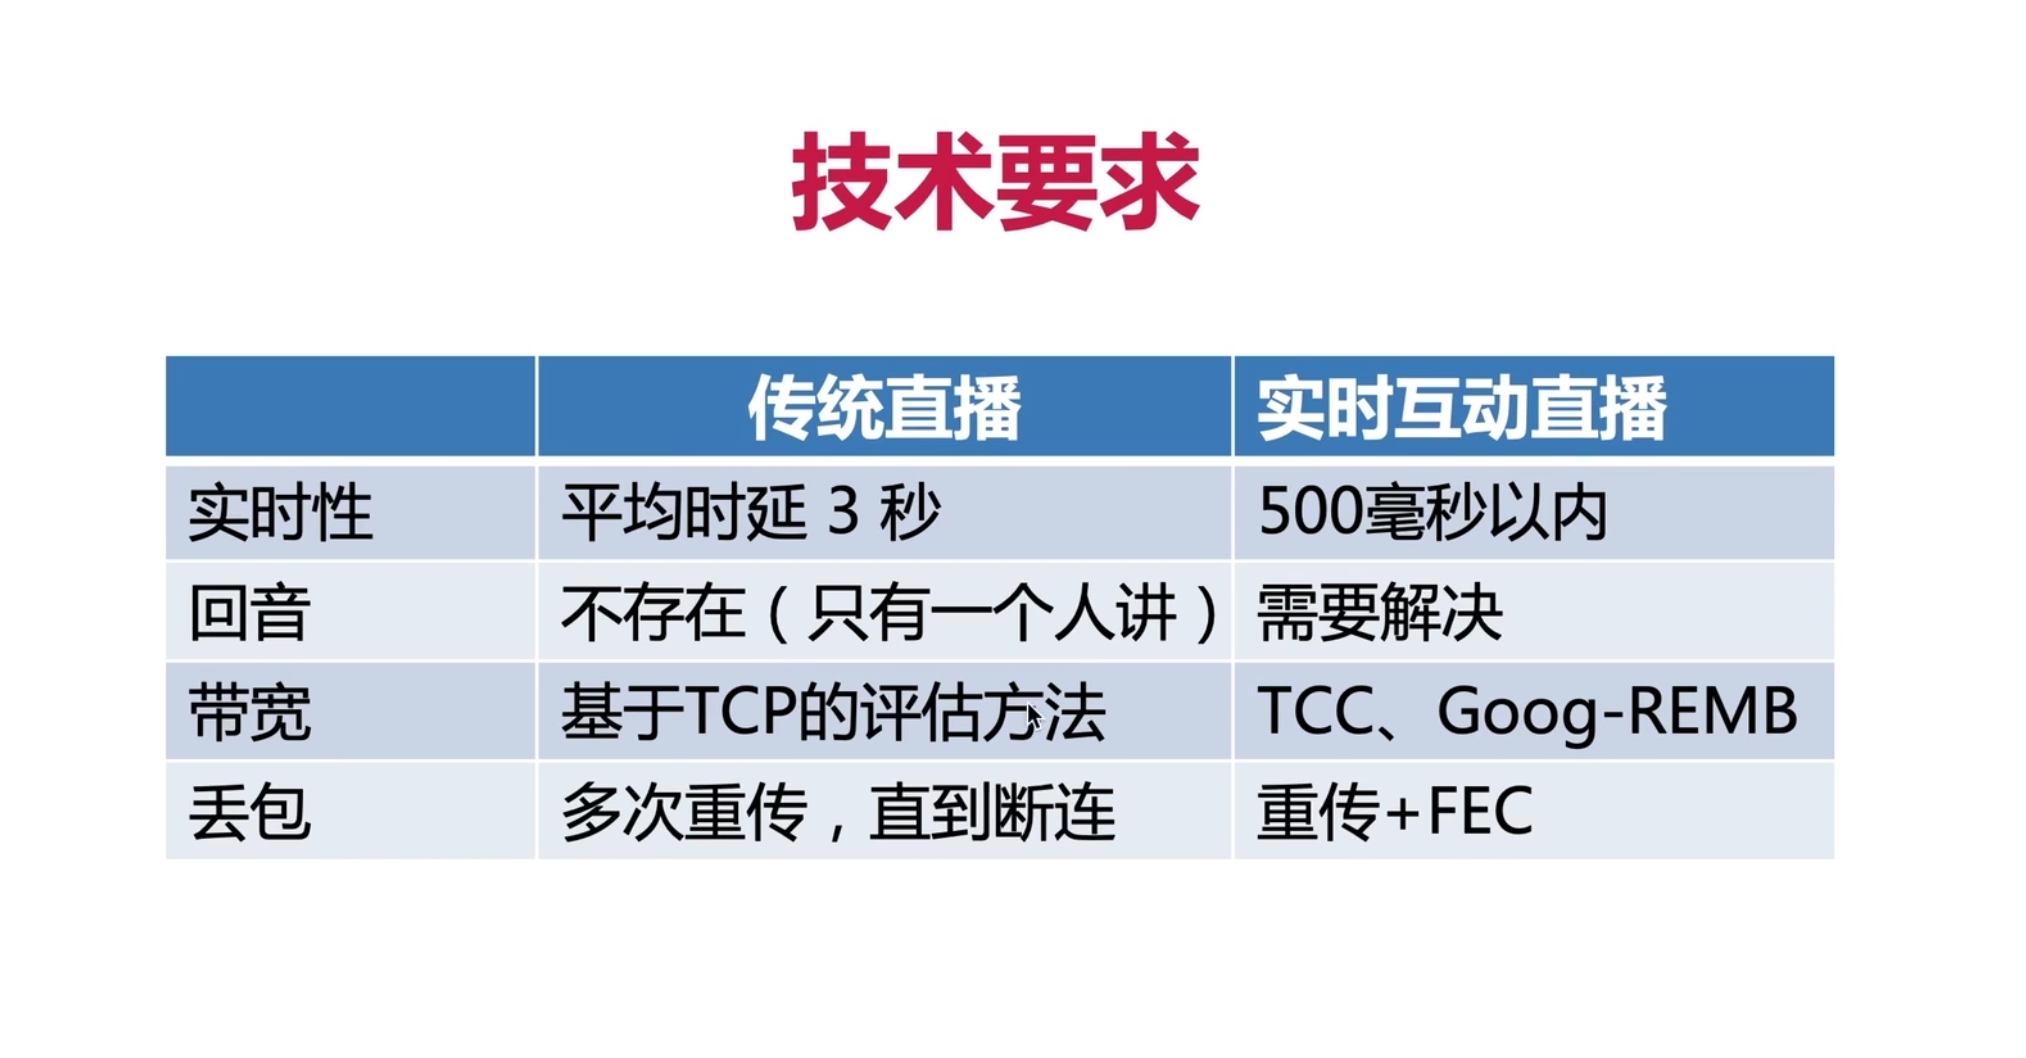 技术要求
传统直播 实时互动直播
实时性 平均时延 3 秒 500毫秒以内
回音 不存在（只有一个人讲） 需要解决
带宽 基于TCP的评估方法 TCC、Goog-REMB
丢包 多次重传，直到断连 重传+FEC